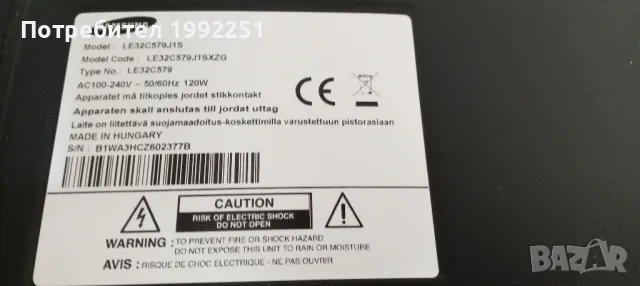 Потребител 1992251
SAMSUNG
Model : LE32C579J1S
Model Code : LE32C579J1SXZG
Type No. : LE32C579
AC100-240V ~ 50/60Hz 120W
Apparatet må tilkoples jordet stikkontakt
Apparaten skall anslutas till jordat uttag
Laite on liitettävä suojamaadoitus-koskettimilla varustettuun pistorasiaan
MADE IN HUNGARY
S/N : B1WA3HCZ602377B
CE
CAUTION
RISK OF ELECTRIC SHOCK
DO NOT OPEN
WARNING : TO PREVENT FIRE OR SHOCK HAZARD
DO NOT EXPOSE THIS UNIT TO RAIN OR MOISTURE
AVIS : RISQUE DE CHOC ELECTRIQUE - NE PAS OUVRIR
BAZAR